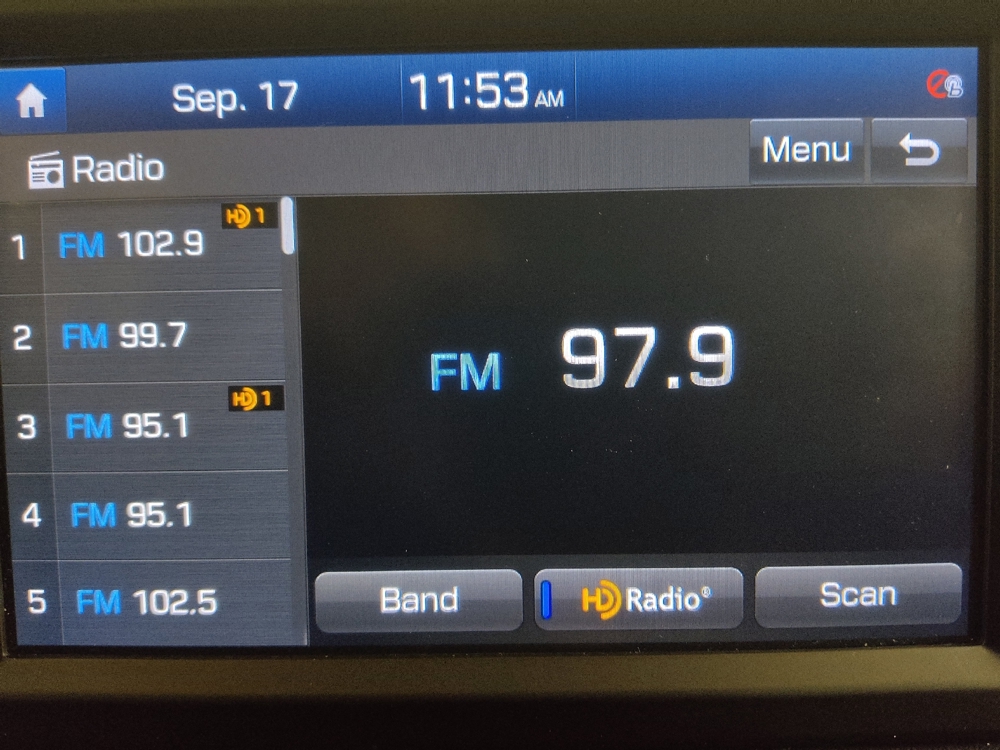 Sep. 17 11:53 AM
Radio Menu
1 FM 102.9 HD 1
2 FM 99.7
3 FM 95.1 HD 1
4 FM 95.1
5 FM 102.5
FM 97.9
Band HD Radio® Scan